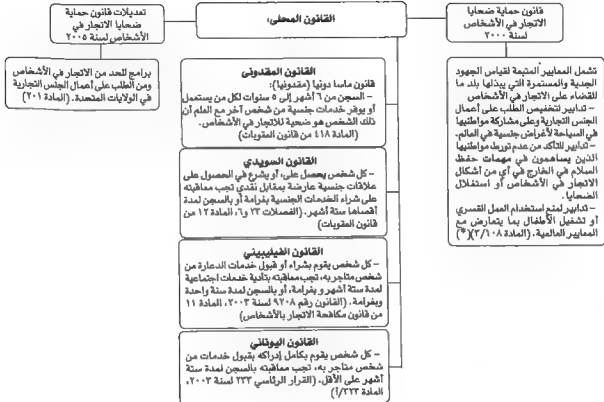 قانون حماية ضحايا
الاتجار في الأشخاص
لسنة ٢٠٠٠
القانون المحلي:
تعديلات قانون حماية
ضحايا الاتجار في
الأشخاص لسنة ٢٠٠٥
تشمل المعايير المتبعة لقياس الجهود
الجدية والمستمرة التي يبذلها بلد ما
للقضاء على الاتجار في الأشخاص
– تدابير لتخفيض الطلب على أعمال
الجنس التجارية وعلى مشاركة مواطنيها
في السياحة لأغراض جنسية في العالم.
– تدابير للتأكد من عدم تورط مواطنيها
الذين يساهمون في مهمات حفظ
السلام في الخارج في أي من أشكال
الاتجار في الأشخاص أو استغلال
الضحايا.
– تدابير لمنع استخدام العمل القسري
أو تشغيل الأطفال بما يتعارض مع
المعايير العالمية. (المادة ٣/١٠٨)(*)
القانون المقدوني
قانون ماسا دونيا (مقدونيا):
– السجن من ٦ أشهر إلى ٥ سنوات لكل من يستعمل
أو يوفر خدمات جنسية من شخص آخر مع العلم أن
ذلك الشخص هو ضحية للاتجار في الأشخاص.
(المادة ٤١٨ من قانون العقوبات)
القانون السويدي
– كل شخص يحصل على، أو يشرع في الحصول على
علاقات جنسية عارضة بمقابل نقدي تجب معاقبته
على شراء الخدمات الجنسية بغرامة أو بالسجن لمدة
أقصاها ستة أشهر. (الفصلات ٢٣ و٦، المادة ١٢ من
قانون العقوبات)
القانون الفيليبيني
– كل شخص يقوم بشراء أو قبول خدمات الدعارة من
شخص متاجر به، تجب معاقبته بتأدية خدمات اجتماعية
لمدة ستة أشهر وبغرامة، أو بالسجن لمدة سنة واحدة
وبغرامة. (القانون رقم ٩٢٠٨ لسنة ٢٠٠٣، المادة ١١
من قانون مكافحة الاتجار بالأشخاص)
القانون اليوناني
– كل شخص يقوم بكامل إدراكه بقبول خدمات من
شخص متاجر به، تجب معاقبته بالسجن لمدة ستة
أشهر على الأقل. (القرار الرئاسي ٢٣٣ لسنة ٢٠٠٣،
المادة ٣٢٣/أ)
برامج للحد من الاتجار في الأشخاص
ومن الطلب على أعمال الجنس التجارية
في الولايات المتحدة. (المادة ٢٠١)